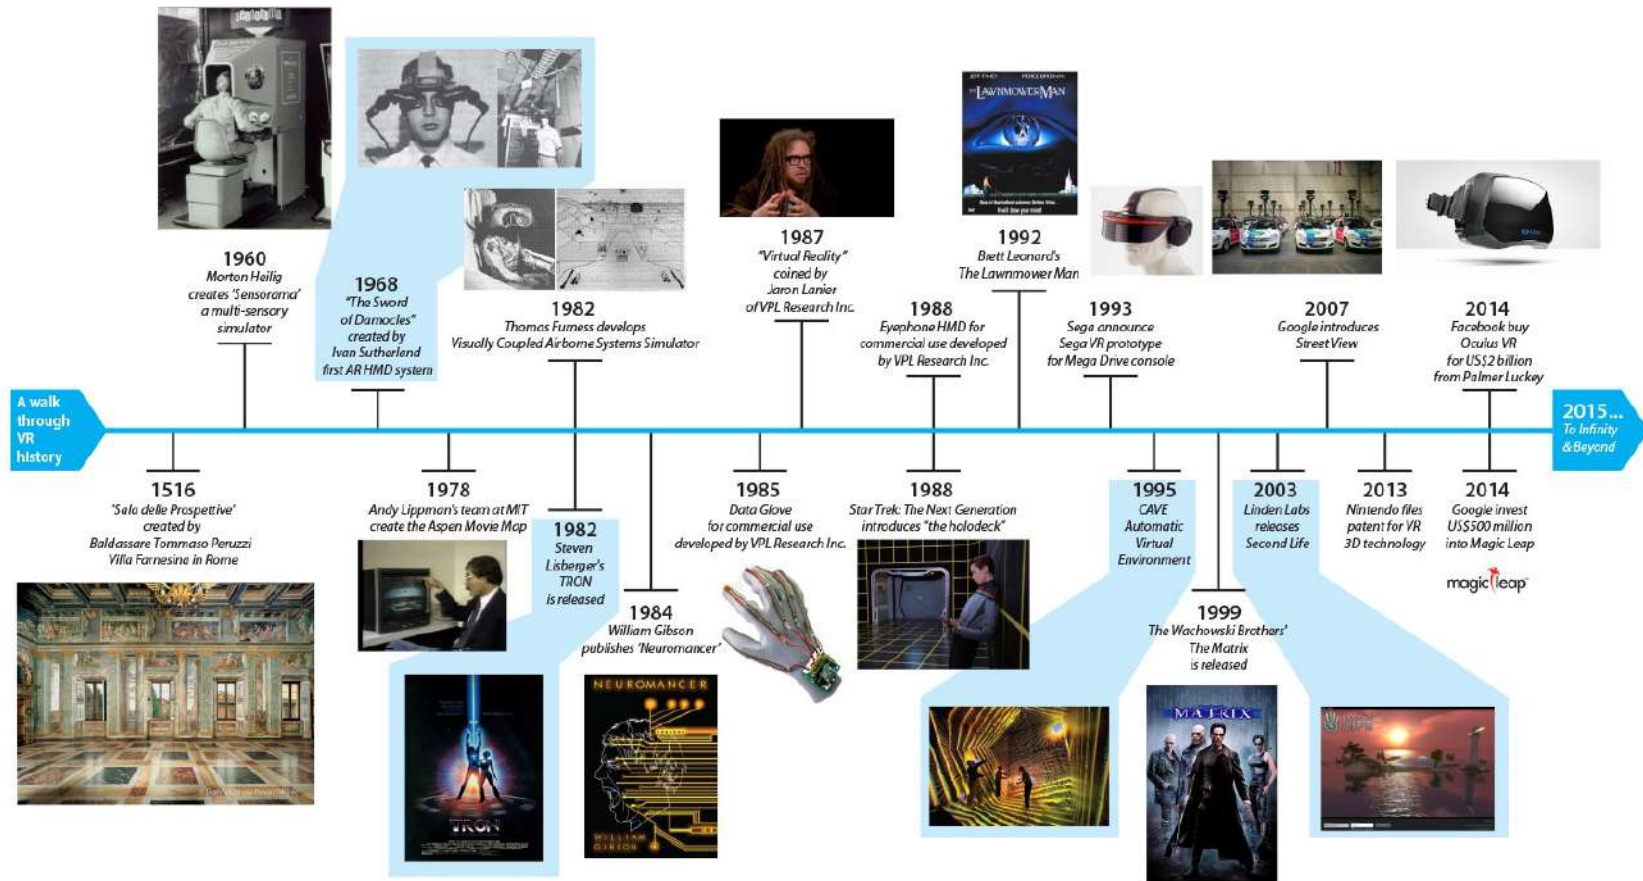 A walk
through
VR
history
1516
'Sala delle Prospettive'
created by
Baldassare Tommaso Peruzzi
Villa Farnesina in Rome
sensorama
1960
Morton Heilig
creates 'Sensorama'
a multi-sensory
simulator
1968
"The Sword
of Damocles"
created by
Ivan Sutherland
first AR HMD system
1978
Andy Lippman's team at MIT
create the Aspen Movie Map
1982
Thomas Furness develops
Visually Coupled Airborne Systems Simulator
1982
Steven
Lisberger's
TRON
is released
TRON
1984
William Gibson
publishes 'Neuromancer'
NEUROMANCER
WILLIAM
GIBSON
1985
Data Glove
for commercial use
developed by VPL Research Inc.
1987
"Virtual Reality"
coined by
Jaron Lanier
of VPL Research Inc.
1988
Eyephone HMD for
commercial use developed
by VPL Research Inc.
1988
Star Trek: The Next Generation
introduces "the holodeck"
JEFF FAHEY PIERCE BROSNAN
THE LAWNMOWER MAN
1992
Brett Leonard's
The Lawnmower Man
1993
Sega announce
Sega VR prototype
for Mega Drive console
1995
CAVE
Automatic
Virtual
Environment
1999
The Wachowski Brothers'
The Matrix
is released
MATRIX
2003
Linden Labs
releases
Second Life
2007
Google introduces
Street View
2013
Nintendo files
patent for VR
3D technology
2014
Facebook buy
Oculus VR
for US$2 billion
from Palmer Luckey
2014
Google invest
US$500 million
into Magic Leap
magic leap
2015...
To Infinity
& Beyond